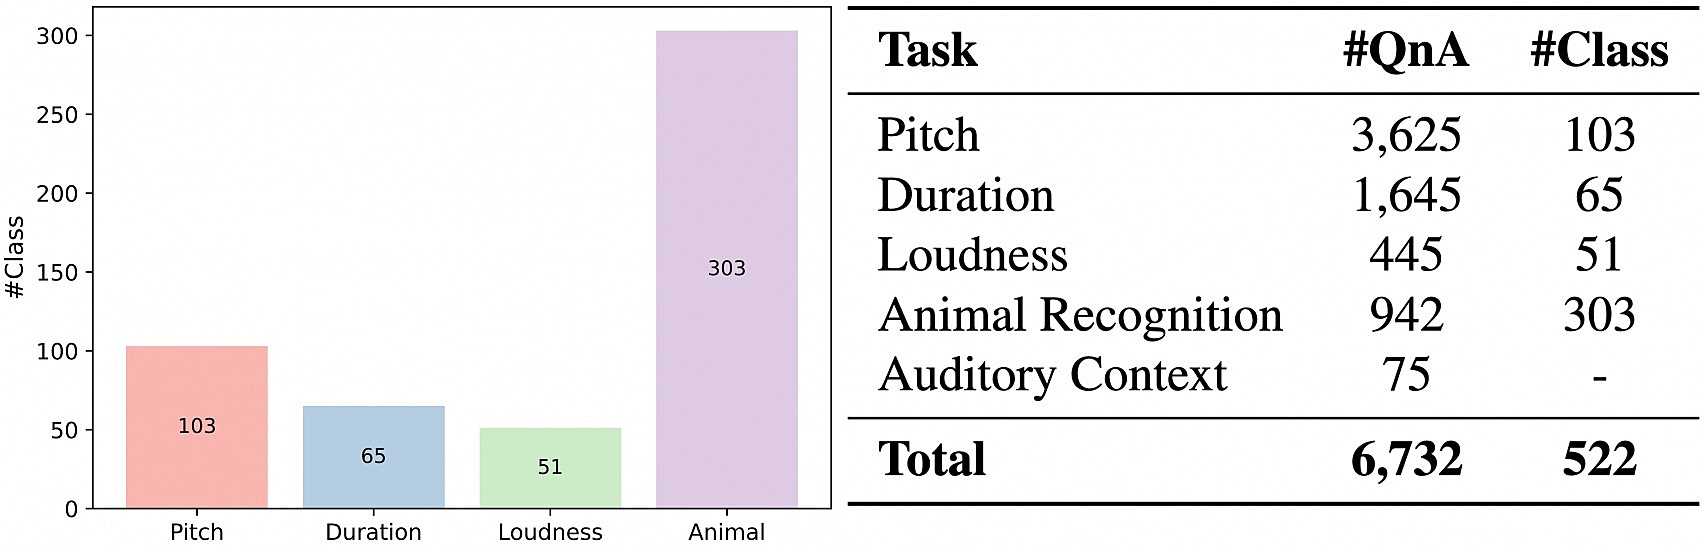 #Class
300
250
200
150
100
50
0
103
65
51
303
Pitch
Duration
Loudness
Animal
Task #QnA #Class
Pitch 3,625 103
Duration 1,645 65
Loudness 445 51
Animal Recognition 942 303
Auditory Context 75 -
Total 6,732 522